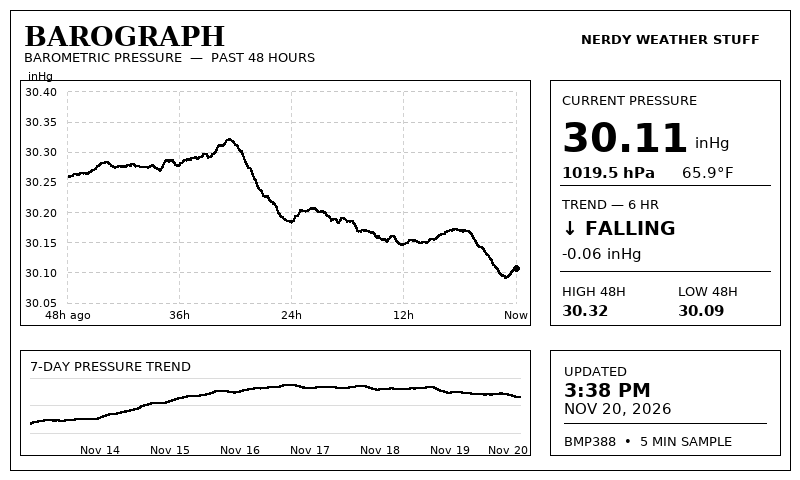 BAROGRAPH
BAROMETRIC PRESSURE — PAST 48 HOURS
NERDY WEATHER STUFF
inHg
30.40
30.35
30.30
30.25
30.20
30.15
30.10
30.05
48h ago 36h 24h 12h Now
CURRENT PRESSURE
30.11 inHg
1019.5 hPa 65.9°F
TREND — 6 HR
↓ FALLING
-0.06 inHg
HIGH 48H LOW 48H
30.32 30.09
7-DAY PRESSURE TREND
Nov 14 Nov 15 Nov 16 Nov 17 Nov 18 Nov 19 Nov 20
UPDATED
3:38 PM
NOV 20, 2026
BMP388 • 5 MIN SAMPLE